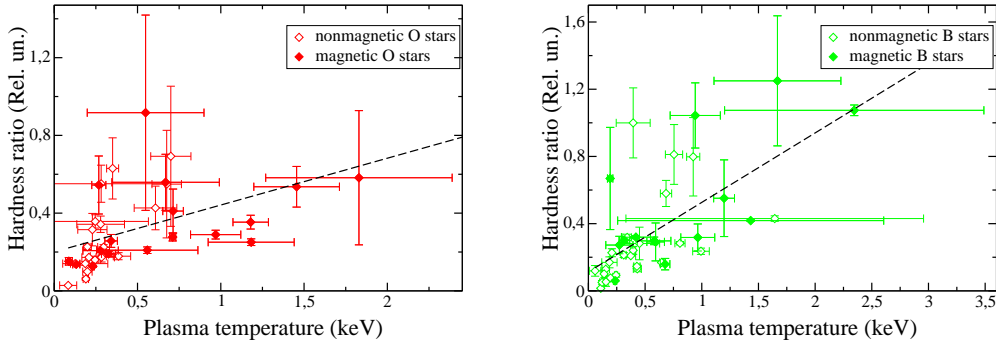 Hardness ratio (Rel. un.)
1,2
0,8
0,4
0
nonmagnetic O stars
magnetic O stars
0
0,5
1
1,5
2
Plasma temperature (keV)
Hardness ratio (Rel. un.)
1,6
1,2
0,8
0,4
0
nonmagnetic B stars
magnetic B stars
0
0,5
1
1,5
2
2,5
3
3,5
Plasma temperature (keV)